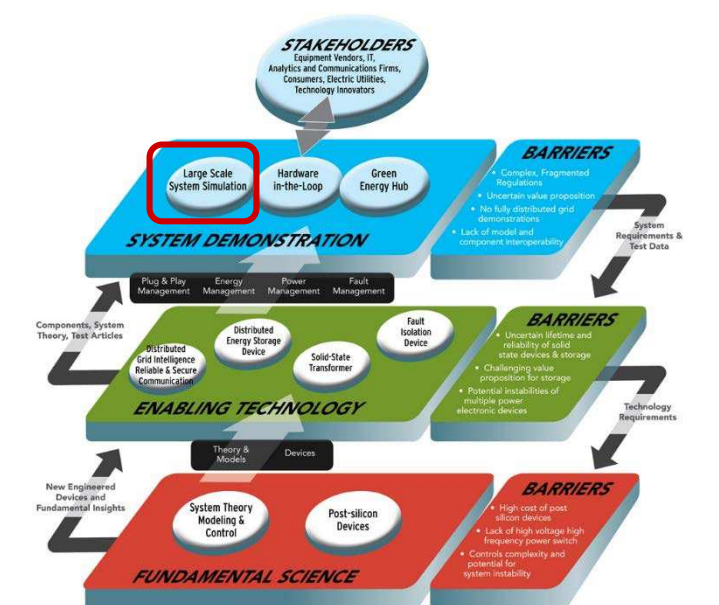 STAKEHOLDERS
Equipment Vendors, IT,
Analytics and Communications Firms,
Consumers, Electric Utilities,
Technology Innovators
Large Scale
System Simulation
Hardware
in-the-Loop
Green
Energy Hub
SYSTEM DEMONSTRATION
BARRIERS
• Complex, Fragmented
Regulations
• Uncertain value proposition
• No fully distributed grid
demonstrations
• Lack of model and
component interoperability
System
Requirements &
Test Data
Plug & Play
Management
Energy
Management
Power
Management
Fault
Management
Components, System
Theory, Test Articles
Distributed
Grid Intelligence
Reliable & Secure
Communication
Distributed
Energy Storage
Device
Solid-State
Transformer
Fault
Isolation
Device
ENABLING TECHNOLOGY
BARRIERS
• Uncertain lifetime and
reliability of solid
state devices & storage
• Challenging value
proposition for storage
• Potential instabilities of
multiple power
electronic devices
Technology
Requirements
Theory &
Models
Devices
New Engineered
Devices and
Fundamental Insights
System Theory
Modeling &
Control
Post-silicon
Devices
FUNDAMENTAL SCIENCE
BARRIERS
• High cost of post
silicon devices
• Lack of high voltage high
frequency power switch
• Controls complexity and
potential for
system instability